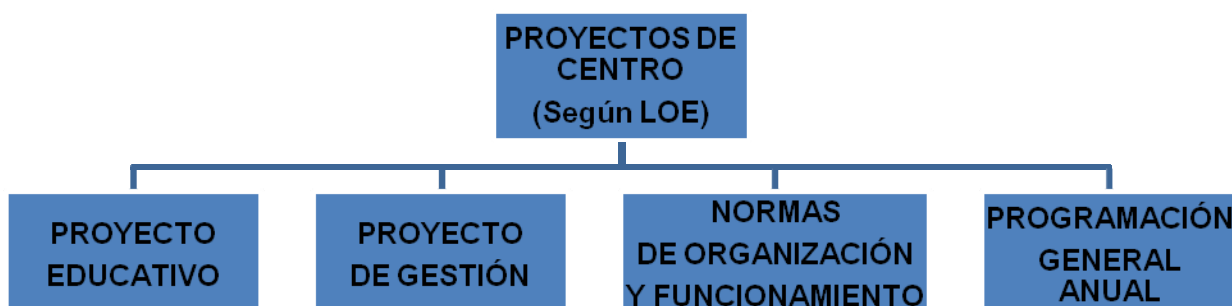 PROYECTOS DE
CENTRO
(Según LOE)
PROYECTO
EDUCATIVO
PROYECTO
DE GESTIÓN
NORMAS
DE ORGANIZACIÓN
Y FUNCIONAMIENTO
PROGRAMACIÓN
GENERAL
ANUAL